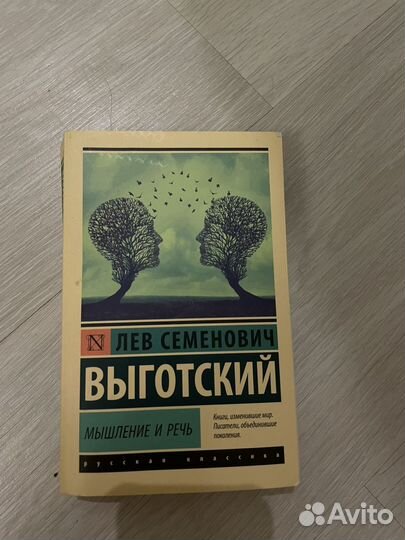 N
ЛЕВ СЕМЕНОВИЧ
ВЫГОТСКИЙ
МЫШЛЕНИЕ И РЕЧЬ
Книги, изменившие мир.
Писатели, объединившие
поколения.
русская классика
Avito